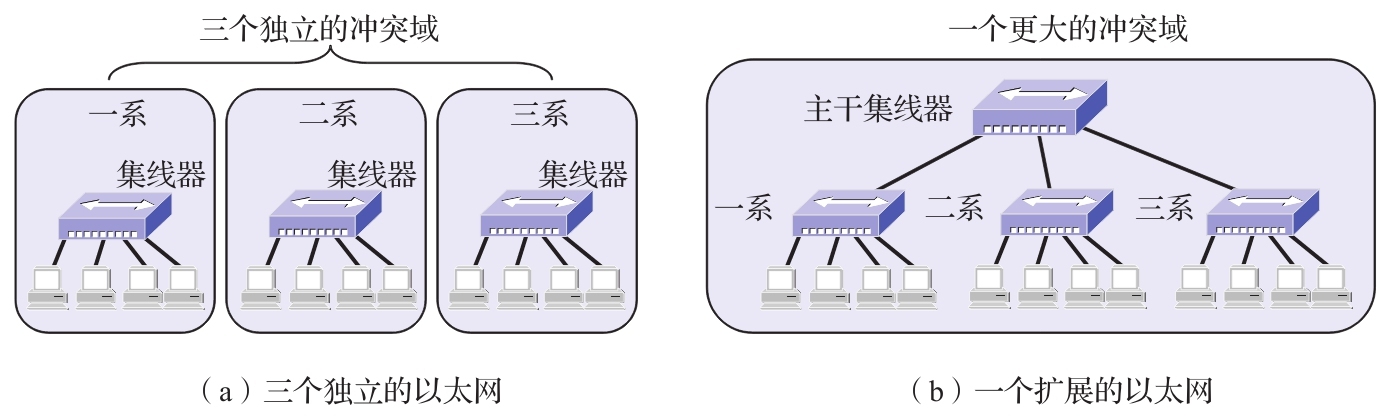 三个独立的冲突域
一系
二系
三系
集线器
集线器
集线器
（a）三个独立的以太网
一个更大的冲突域
主干集线器
一系
二系
三系
（b）一个扩展的以太网